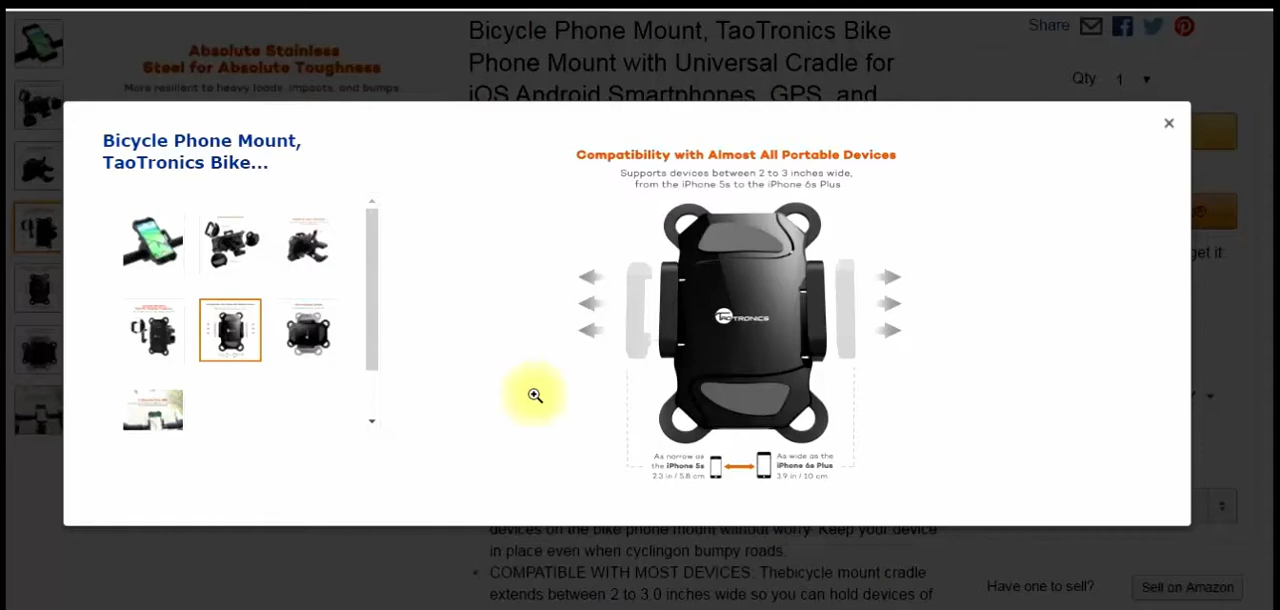 Absolute Stainless
Steel for Absolute Toughness
More resilient to heavy loads, impacts, and bumps
Bicycle Phone Mount, TaoTronics Bike
Phone Mount with Universal Cradle for
iOS Android Smartphones, GPS, and
Share
Qty 1
Bicycle Phone Mount,
TaoTronics Bike...
Compatibility with Almost All Portable Devices
Supports devices between 2 to 3 inches wide,
from the iPhone 5s to the iPhone 6s Plus
TAOTRONICS
As narrow as
the iPhone 5s
2.3 in / 5.8 cm
As wide as the
iPhone 6s Plus
3.9 in / 10 cm
get it:
devices on the bike phone mount without worry. Keep your device
in place even when cyclingon bumpy roads.
• COMPATIBLE WITH MOST DEVICES: Thebicycle mount cradle
extends between 2 to 3.0 inches wide so you can hold devices of
Have one to sell?
Sell on Amazon